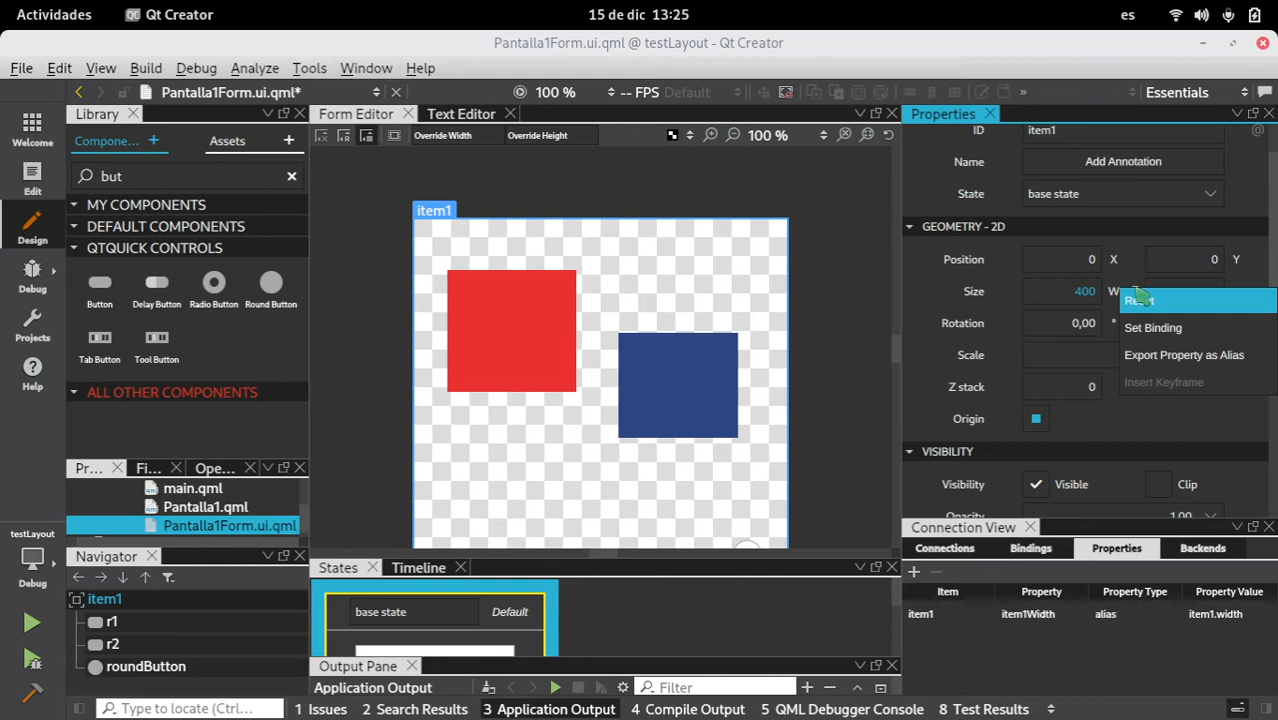 Actividades Qt Creator 15 de dic 13:25 es
Pantalla1Form.ui.qml @ testLayout - Qt Creator
File Edit View Build Debug Analyze Tools Window Help
Pantalla1Form.ui.qml* 100 % -- FPS Default » Essentials
Library Form Editor Text Editor Properties
Welcome
Compone... + Assets + Override Width Override Height 100 % ID item1
but
Name Add Annotation
Edit
State base state
MY COMPONENTS
item1
DEFAULT COMPONENTS
GEOMETRY - 2D
Design
QTQUICK CONTROLS
Position 0 X 0 Y
Size 400 W
Button Delay Button Radio Button Round Button
Set Binding
Debug
Rotation 0,00 °
Tab Button Tool Button
Scale Export Property as Alias
Projects
Z stack 0 Insert Keyframe
Help
ALL OTHER COMPONENTS
Origin
VISIBILITY
Pr... Fi... Ope...
Visibility Visible Clip
main.qml
Pantalla1.qml
Opacity 1,00
Pantalla1Form.ui.qml
Connection View
testLayout
Debug
Navigator
Connections Bindings Properties Backends
States Timeline
item1
base state Default
Item Property Property Type Property Value
r1
item1 item1Width alias item1.width
r2
roundButton
Output Pane
Application Output Filter
Type to locate (Ctrl... 1 Issues 2 Search Results 3 Application Output 4 Compile Output 5 QML Debugger Console 8 Test Results